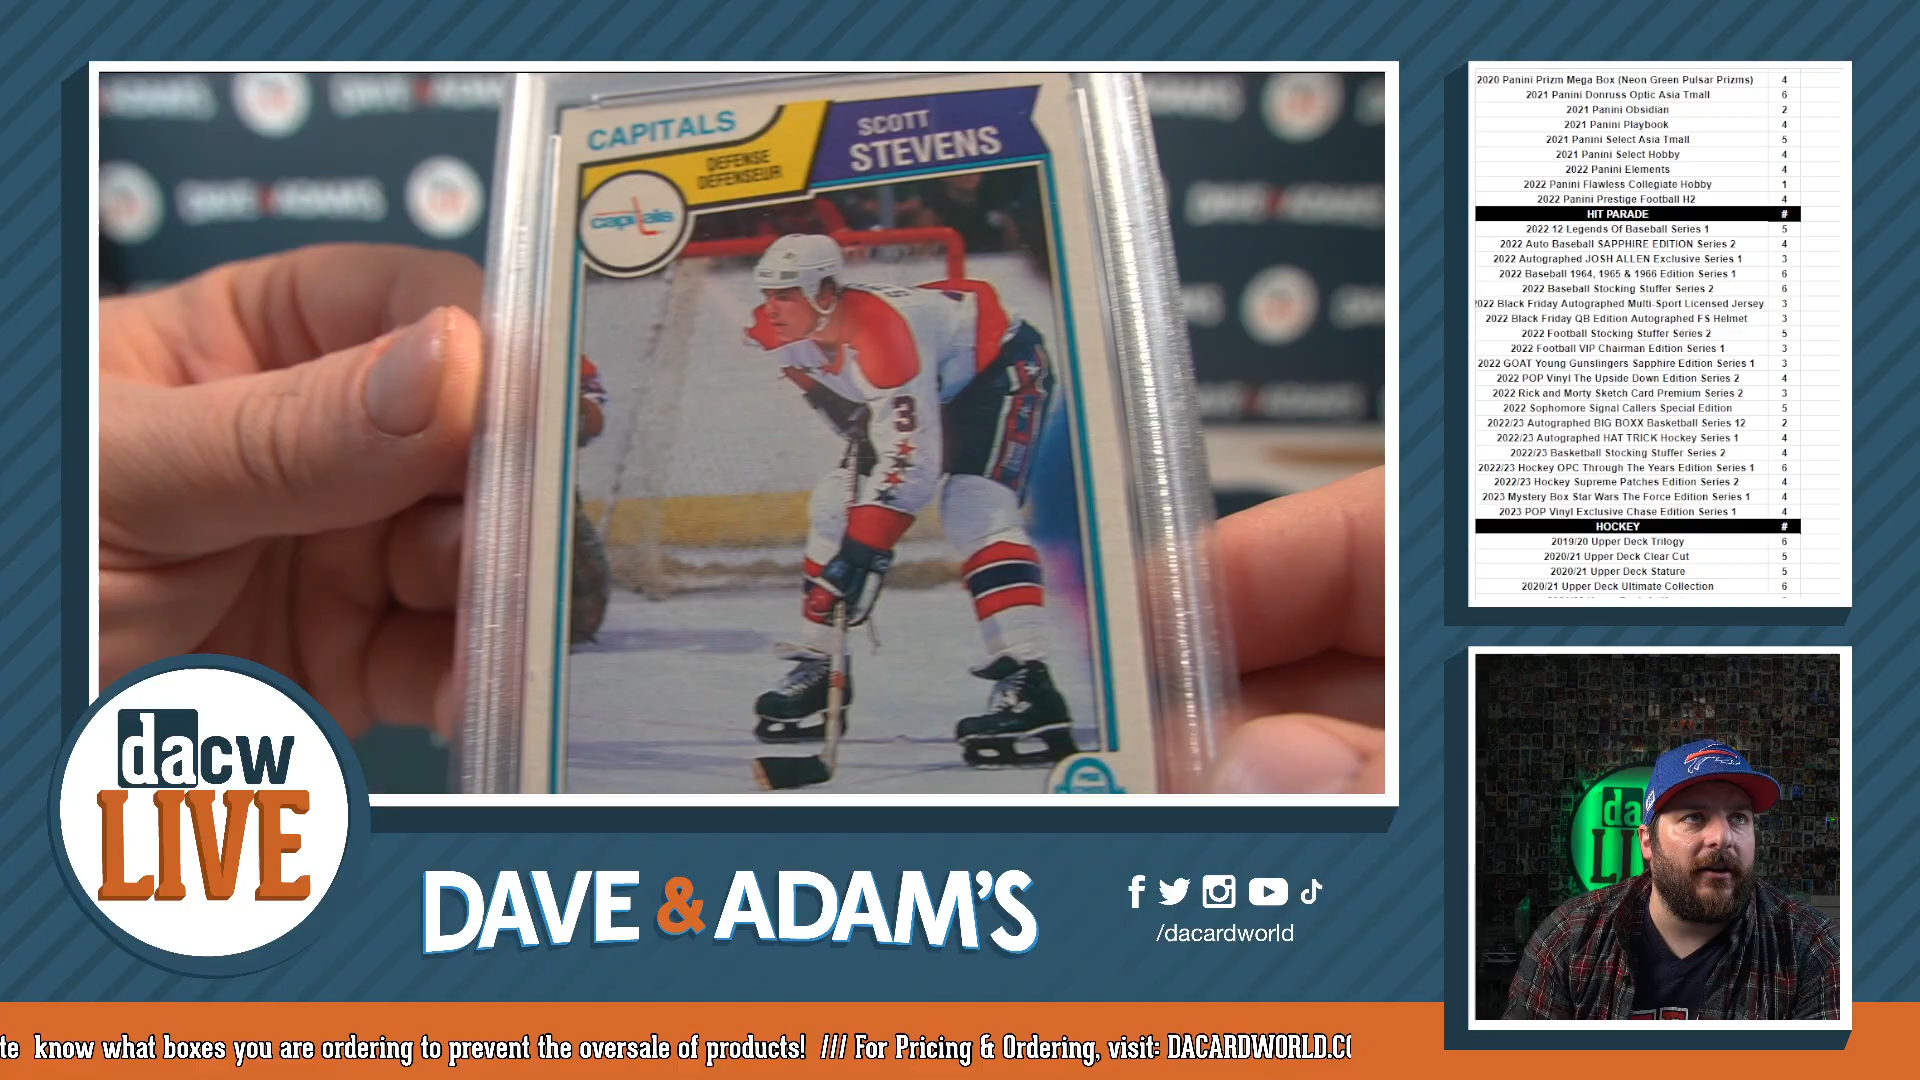 CAPITALS
DEFENSE
DÉFENSEUR
SCOTT
STEVENS
capitals
3
2020 Panini Prizm Mega Box (Neon Green Pulsar Prizms) 4
2021 Panini Donruss Optic Asia Tmall 6
2021 Panini Obsidian 2
2021 Panini Playbook 4
2021 Panini Select Asia Tmall 5
2021 Panini Select Hobby 4
2022 Panini Elements 4
2022 Panini Flawless Collegiate Hobby 1
2022 Panini Prestige Football H2 4
HIT PARADE #
2022 12 Legends Of Baseball Series 1 5
2022 Auto Baseball SAPPHIRE EDITION Series 2 4
2022 Autographed JOSH ALLEN Exclusive Series 1 3
2022 Baseball 1964, 1965 & 1966 Edition Series 1 6
2022 Baseball Stocking Stuffer Series 2 6
2022 Black Friday Autographed Multi-Sport Licensed Jersey 3
2022 Black Friday QB Edition Autographed FS Helmet 3
2022 Football Stocking Stuffer Series 2 5
2022 Football VIP Chairman Edition Series 1 3
2022 GOAT Young Gunslingers Sapphire Edition Series 1 3
2022 POP Vinyl The Upside Down Edition Series 2 4
2022 Rick and Morty Sketch Card Premium Series 2 3
2022 Sophomore Signal Callers Special Edition 5
2022/23 Autographed BIG BOXX Basketball Series 12 2
2022/23 Autographed HAT TRICK Hockey Series 1 4
2022/23 Basketball Stocking Stuffer Series 2 4
2022/23 Hockey OPC Through The Years Edition Series 1 6
2022/23 Hockey Supreme Patches Edition Series 2 4
2023 Mystery Box Star Wars The Force Edition Series 1 4
2023 POP Vinyl Exclusive Chase Edition Series 1 4
HOCKEY #
2019/20 Upper Deck Trilogy 6
2020/21 Upper Deck Clear Cut 5
2020/21 Upper Deck Stature 5
2020/21 Upper Deck Ultimate Collection 6
dacw
LIVE
DAVE & ADAM'S
/dacardworld
da
LI
te know what boxes you are ordering to prevent the oversale of products! /// For Pricing & Ordering, visit: DACARDWORLD.CO